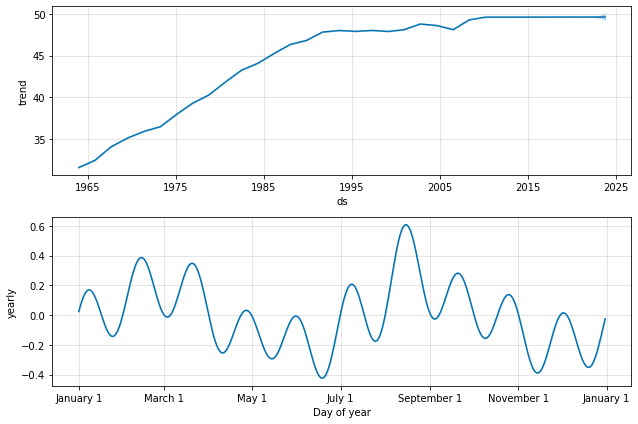 50
45
40
35
trend
1965 1975 1985 1995 2005 2015 2025
ds
0.6
0.4
0.2
0.0
−0.2
−0.4
yearly
January 1 March 1 May 1 July 1 September 1 November 1 January 1
Day of year